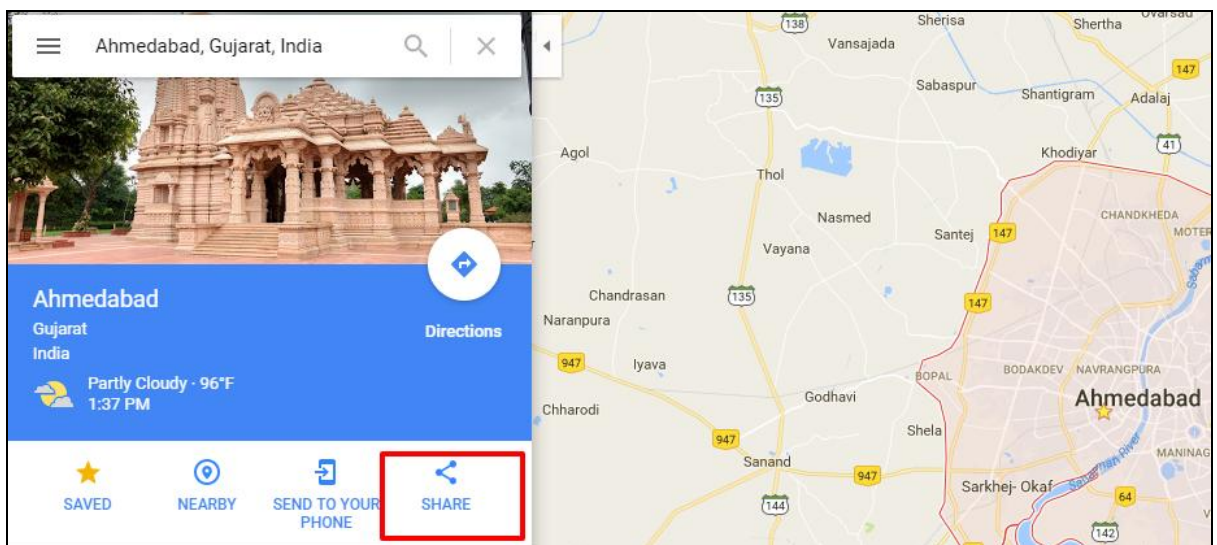 Ahmedabad, Gujarat, India
Ahmedabad
Gujarat
India
Directions
Partly Cloudy · 96°F
1:37 PM
SAVED
NEARBY
SEND TO YOUR
PHONE
SHARE
138
Sherisa
Shertha
Vansajada
147
Sabaspur
135
Shantigram
Adalaj
41
Agol
Khodiyar
Thol
Nasmed
CHANDKHEDA
Santej
147
MOTER
Vayana
Chandrasan
135
147
Naranpura
947
Iyava
BOPAL
BODAKDEV
NAVRANGPURA
Godhavi
Ahmedabad
Chharodi
Shela
947
Sanand
MANINAG
947
Sarkhej- Okaf
Sabarmati River
64
144
142